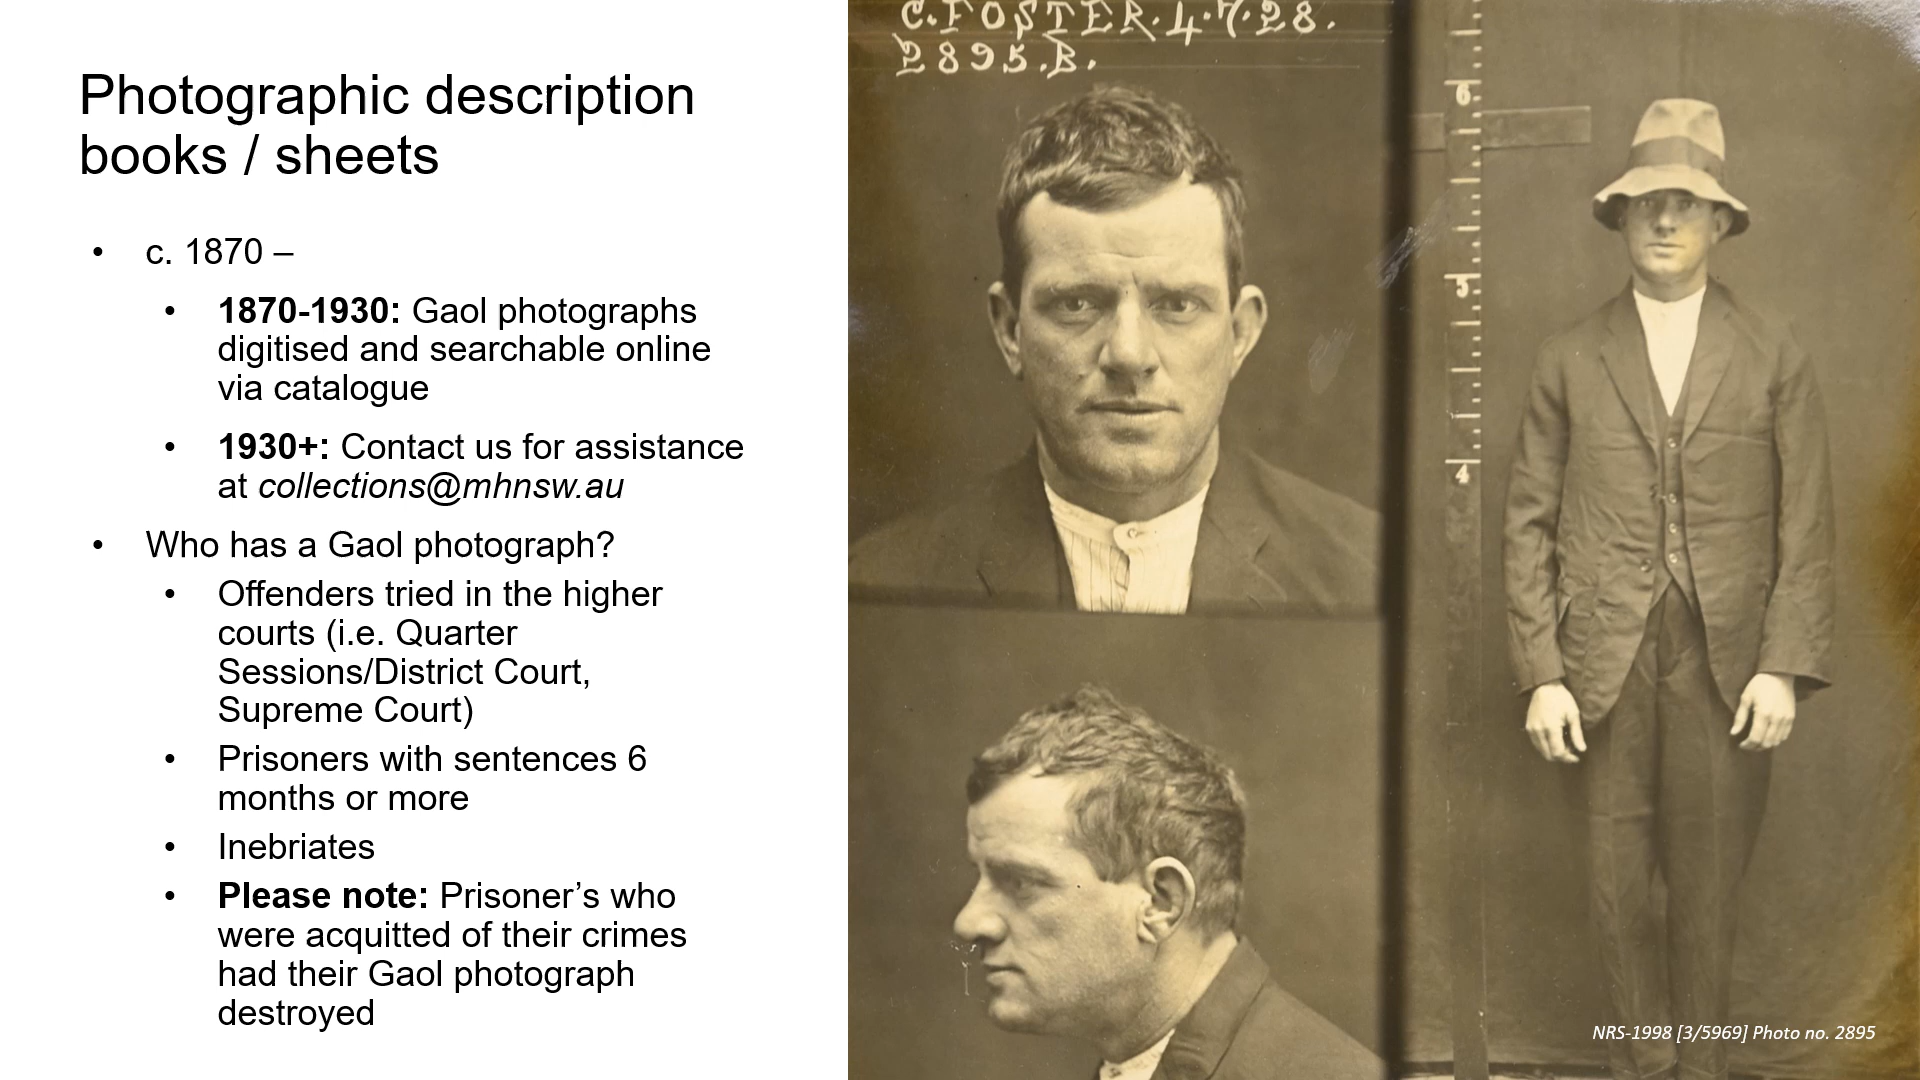 Photographic description
books / sheets
• c. 1870 –
• 1870-1930: Gaol photographs
digitised and searchable online
via catalogue
• 1930+: Contact us for assistance
at collections@mhnsw.au
• Who has a Gaol photograph?
• Offenders tried in the higher
courts (i.e. Quarter
Sessions/District Court,
Supreme Court)
• Prisoners with sentences 6
months or more
• Inebriates
• Please note: Prisoner’s who
were acquitted of their crimes
had their Gaol photograph
destroyed
C.FOSTER.4.7.28.
2895.B.
6
5
4
NRS-1998 [3/5969] Photo no. 2895